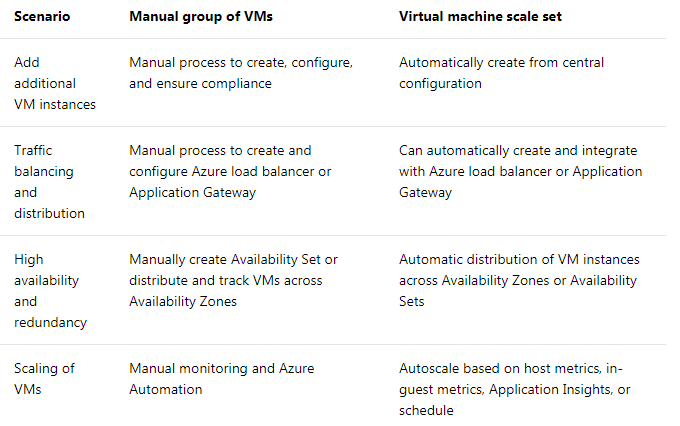 Scenario
Manual group of VMs
Virtual machine scale set
Add
additional
VM instances
Manual process to create, configure,
and ensure compliance
Automatically create from central
configuration
Traffic
balancing
and
distribution
Manual process to create and
configure Azure load balancer or
Application Gateway
Can automatically create and integrate
with Azure load balancer or Application
Gateway
High
availability
and
redundancy
Manually create Availability Set or
distribute and track VMs across
Availability Zones
Automatic distribution of VM instances
across Availability Zones or Availability
Sets
Scaling of
VMs
Manual monitoring and Azure
Automation
Autoscale based on host metrics, in-
guest metrics, Application Insights, or
schedule